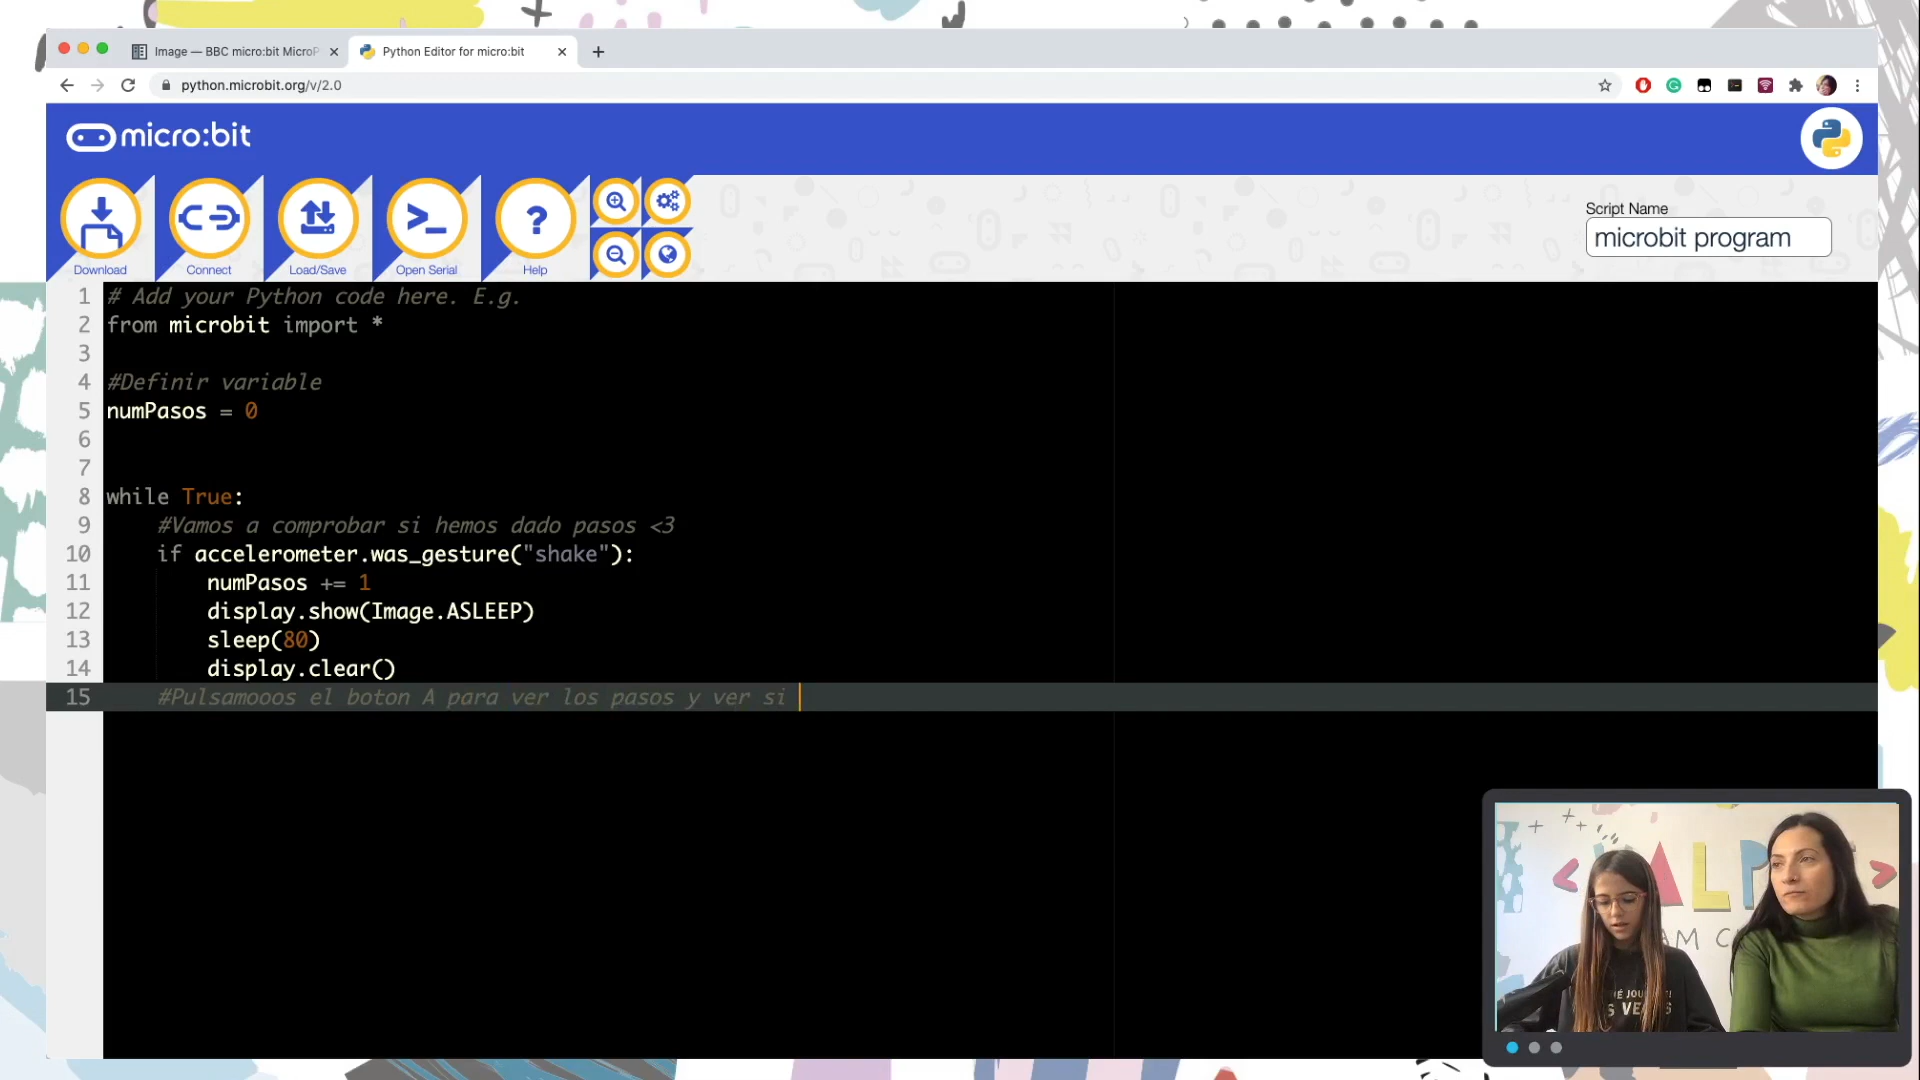 Image — BBC micro:bit MicroP
Python Editor for micro:bit
python.microbit.org/v/2.0
micro:bit
Download
Connect
Load/Save
Open Serial
Help
Script Name
microbit program
1 # Add your Python code here. E.g.
2 from microbit import *
3
4 #Definir variable
5 numPasos = 0
6
7
8 while True:
9 #Vamos a comprobar si hemos dado pasos <3
10 if accelerometer.was_gesture("shake"):
11 numPasos += 1
12 display.show(Image.ASLEEP)
13 sleep(80)
14 display.clear()
15 #Pulsamooos el boton A para ver los pasos y ver si